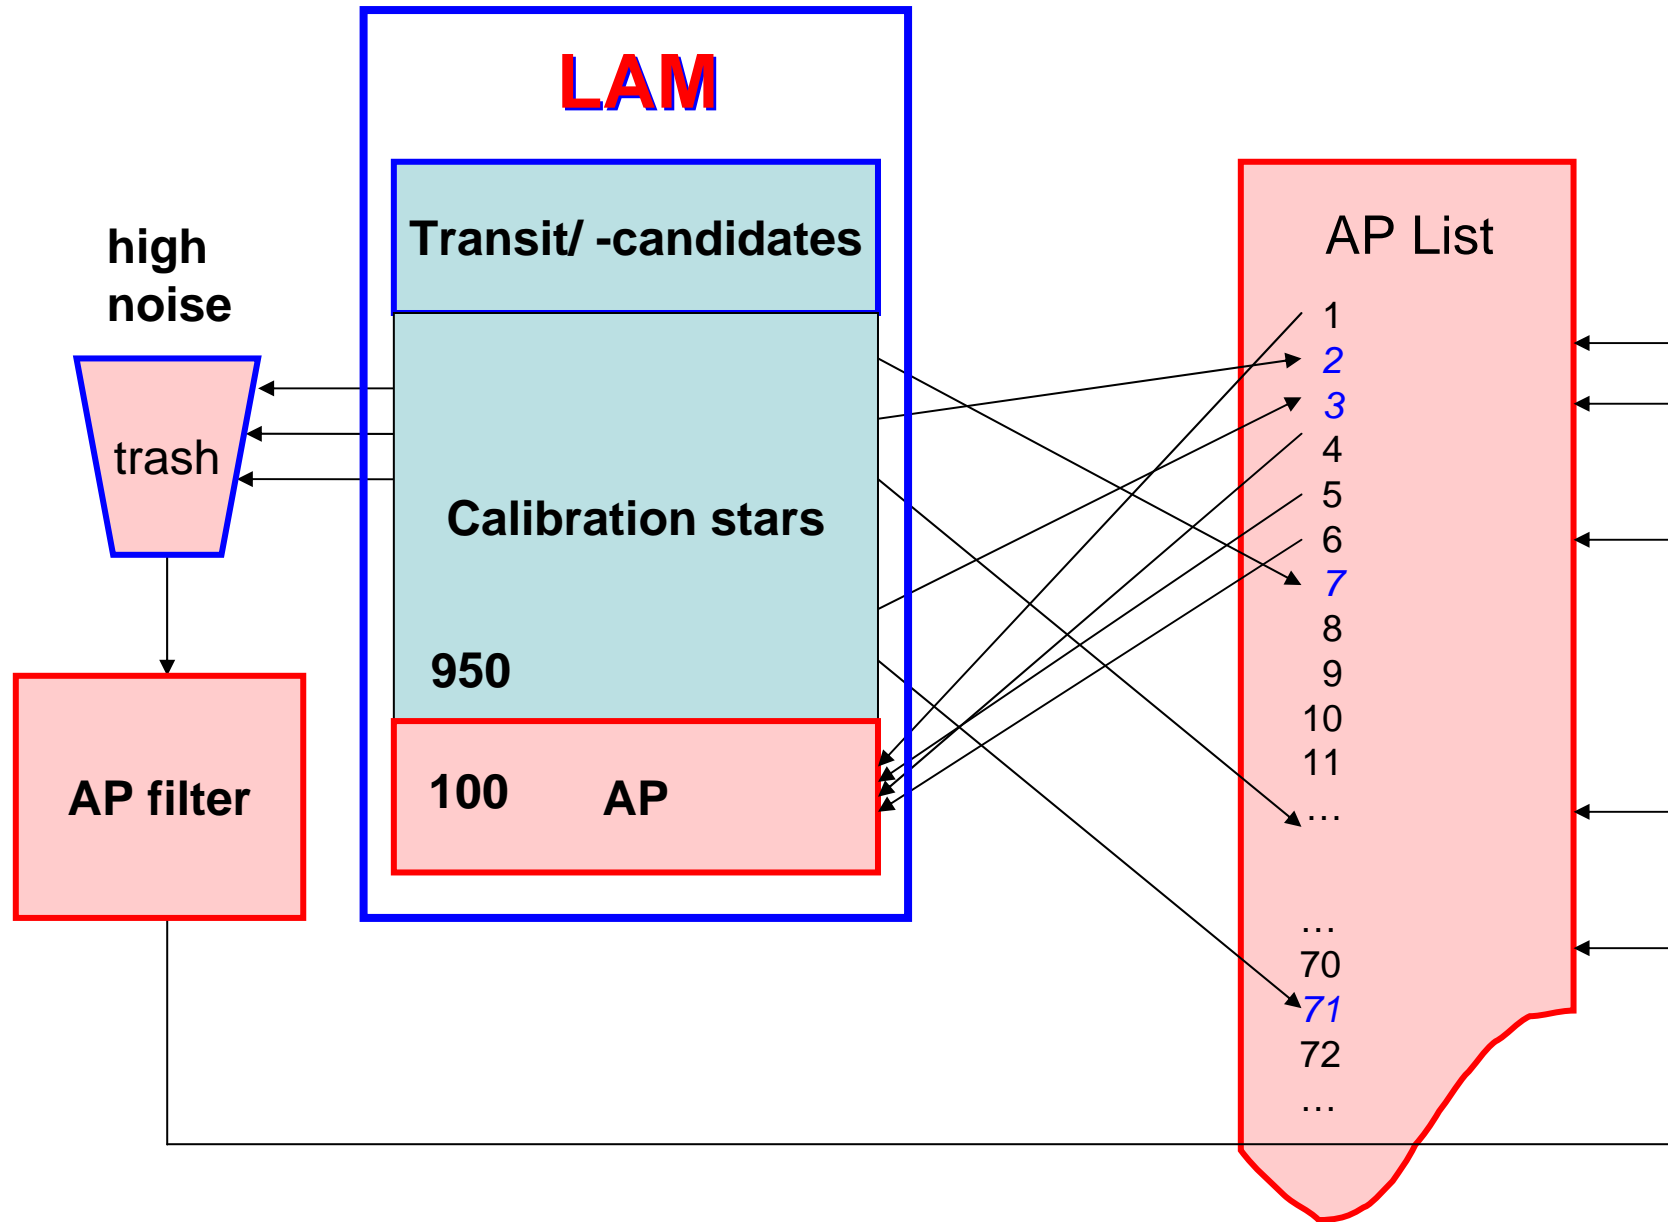 LAM
Transit/ -candidates
high
noise
trash
Calibration stars
950
100
AP
AP filter
AP List
1
2
3
4
5
6
7
8
9
10
11
...
...
70
71
72
...